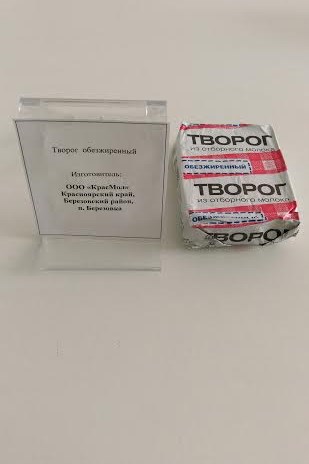 Творог обезжиренный
Изготовитель:
ООО «КрасМол»
Красноярский край,
Березовский район,
п. Березовка
ТВОРОГ
из отборного молока
ОБЕЗЖИРЕННЫЙ
ТВОРОГ
из отборного молока
ТВОРОГ